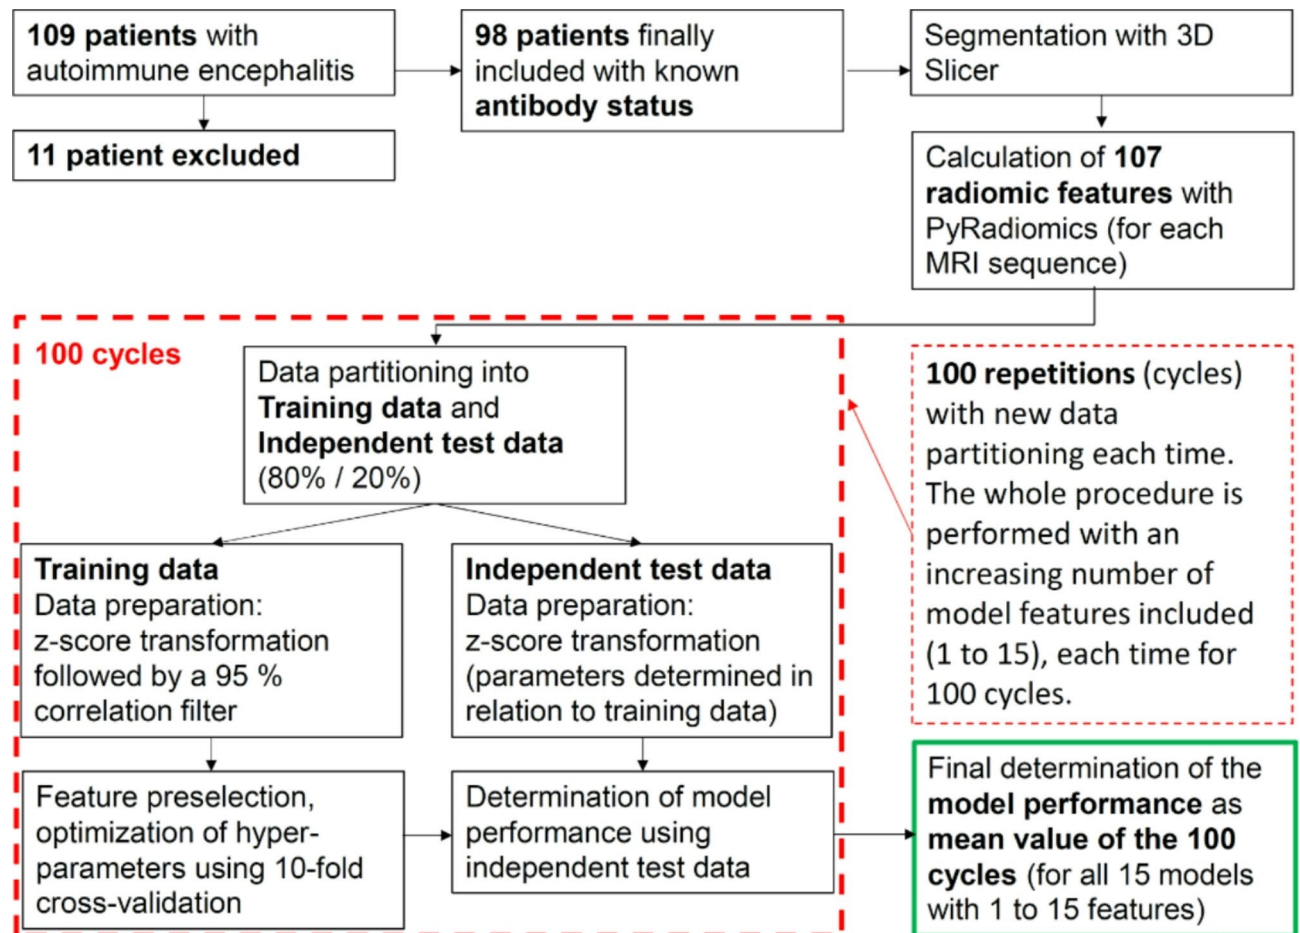 109 patients with
autoimmune encephalitis
98 patients finally
included with known
antibody status
Segmentation with 3D
Slicer
11 patient excluded
Calculation of 107
radiomic features with
PyRadiomics (for each
MRI sequence)
100 cycles
Data partitioning into
Training data and
Independent test data
(80% / 20%)
100 repetitions (cycles)
with new data
partitioning each time.
The whole procedure is
performed with an
increasing number of
model features included
(1 to 15), each time for
100 cycles.
Training data
Data preparation:
z-score transformation
followed by a 95 %
correlation filter
Independent test data
Data preparation:
z-score transformation
(parameters determined in
relation to training data)
Feature preselection,
optimization of hyper-
parameters using 10-fold
cross-validation
Determination of model
performance using
independent test data
Final determination of the
model performance as
mean value of the 100
cycles (for all 15 models
with 1 to 15 features)